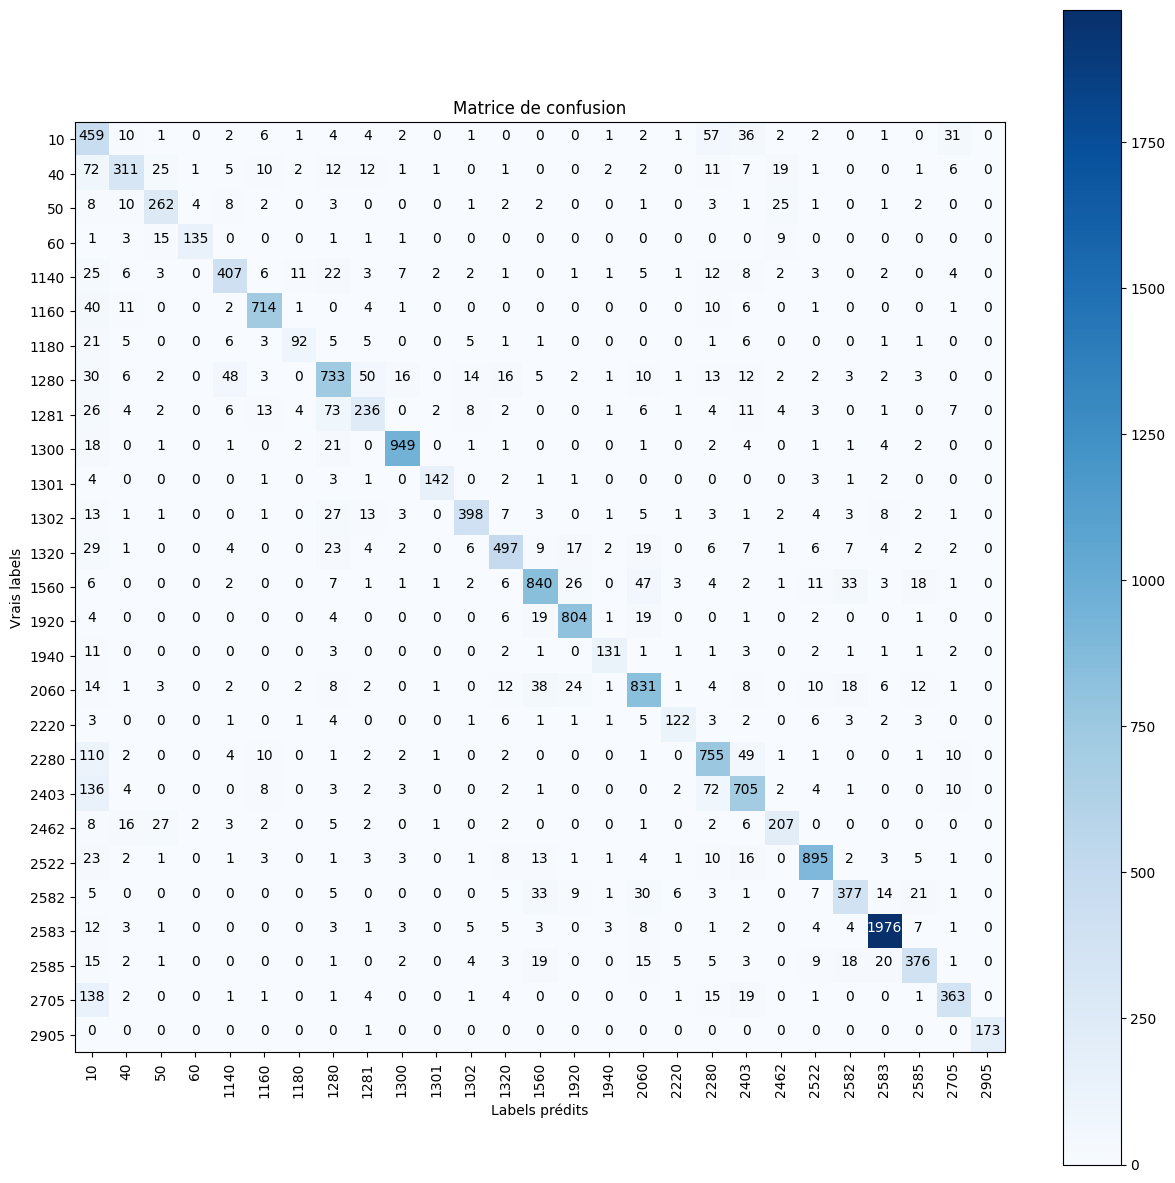 Matrice de confusion
10 459 10 1 0 2 6 1 4 4 2 0 1 0 0 0 1 2 1 57 36 2 2 0 1 0 31 0
40 72 311 25 1 5 10 2 12 12 1 1 0 1 0 0 2 2 0 11 7 19 1 0 0 1 6 0
50 8 10 262 4 8 2 0 3 0 0 0 1 2 2 0 0 1 0 3 1 25 1 0 1 2 0 0
60 1 3 15 135 0 0 0 1 1 1 0 0 0 0 0 0 0 0 0 0 9 0 0 0 0 0 0
1140 25 6 3 0 407 6 11 22 3 7 2 2 1 0 1 1 5 1 12 8 2 3 0 2 0 4 0
1160 40 11 0 0 2 714 1 0 4 1 0 0 0 0 0 0 0 0 10 6 0 1 0 0 0 1 0
1180 21 5 0 0 6 3 92 5 5 0 0 5 1 1 0 0 0 0 1 6 0 0 0 1 1 0 0
1280 30 6 2 0 48 3 0 733 50 16 0 14 16 5 2 1 10 1 13 12 2 2 3 2 3 0 0
1281 26 4 2 0 6 13 4 73 236 0 2 8 2 0 0 1 6 1 4 11 4 3 0 1 0 7 0
1300 18 0 1 0 1 0 2 21 0 949 0 1 1 0 0 0 1 0 2 4 0 1 1 4 2 0 0
1301 4 0 0 0 0 1 0 3 1 0 142 0 2 1 1 0 0 0 0 0 0 3 1 2 0 0 0
1302 13 1 1 0 0 1 0 27 13 3 0 398 7 3 0 1 5 1 3 1 2 4 3 8 2 1 0
1320 29 1 0 0 4 0 0 23 4 2 0 6 497 9 17 2 19 0 6 7 1 6 7 4 2 2 0
1560 6 0 0 0 2 0 0 7 1 1 1 2 6 840 26 0 47 3 4 2 1 11 33 3 18 1 0
1920 4 0 0 0 0 0 0 4 0 0 0 0 6 19 804 1 19 0 0 1 0 2 0 0 1 0 0
1940 11 0 0 0 0 0 0 3 0 0 0 0 2 1 0 131 1 1 1 3 0 2 1 1 1 2 0
2060 14 1 3 0 2 0 2 8 2 0 1 0 12 38 24 1 831 1 4 8 0 10 18 6 12 1 0
2220 3 0 0 0 1 0 1 4 0 0 0 1 6 1 1 1 5 122 3 2 0 6 3 2 3 0 0
2280 110 2 0 0 4 10 0 1 2 2 1 0 2 0 0 0 1 0 755 49 1 1 0 0 1 10 0
2403 136 4 0 0 0 8 0 3 2 3 0 0 2 1 0 0 0 2 72 705 2 4 1 0 0 10 0
2462 8 16 27 2 3 2 0 5 2 0 1 0 2 0 0 0 1 0 2 6 207 0 0 0 0 0 0
2522 23 2 1 0 1 3 0 1 3 3 0 1 8 13 1 1 4 1 10 16 0 895 2 3 5 1 0
2582 5 0 0 0 0 0 0 5 0 0 0 0 5 33 9 1 30 6 3 1 0 7 377 14 21 1 0
2583 12 3 1 0 0 0 0 3 1 3 0 5 5 3 0 3 8 0 1 2 0 4 4 1976 7 1 0
2585 15 2 1 0 0 0 0 1 0 2 0 4 3 19 0 0 15 5 5 3 0 9 18 20 376 1 0
2705 138 2 0 0 1 1 0 1 4 0 0 1 4 0 0 0 0 1 15 19 0 1 0 0 1 363 0
2905 0 0 0 0 0 0 0 0 1 0 0 0 0 0 0 0 0 0 0 0 0 0 0 0 0 0 173
10 40 50 60 1140 1160 1180 1280 1281 1300 1301 1302 1320 1560 1920 1940 2060 2220 2280 2403 2462 2522 2582 2583 2585 2705 2905
Labels prédits
Vrais labels
1750
1500
1250
1000
750
500
250
0